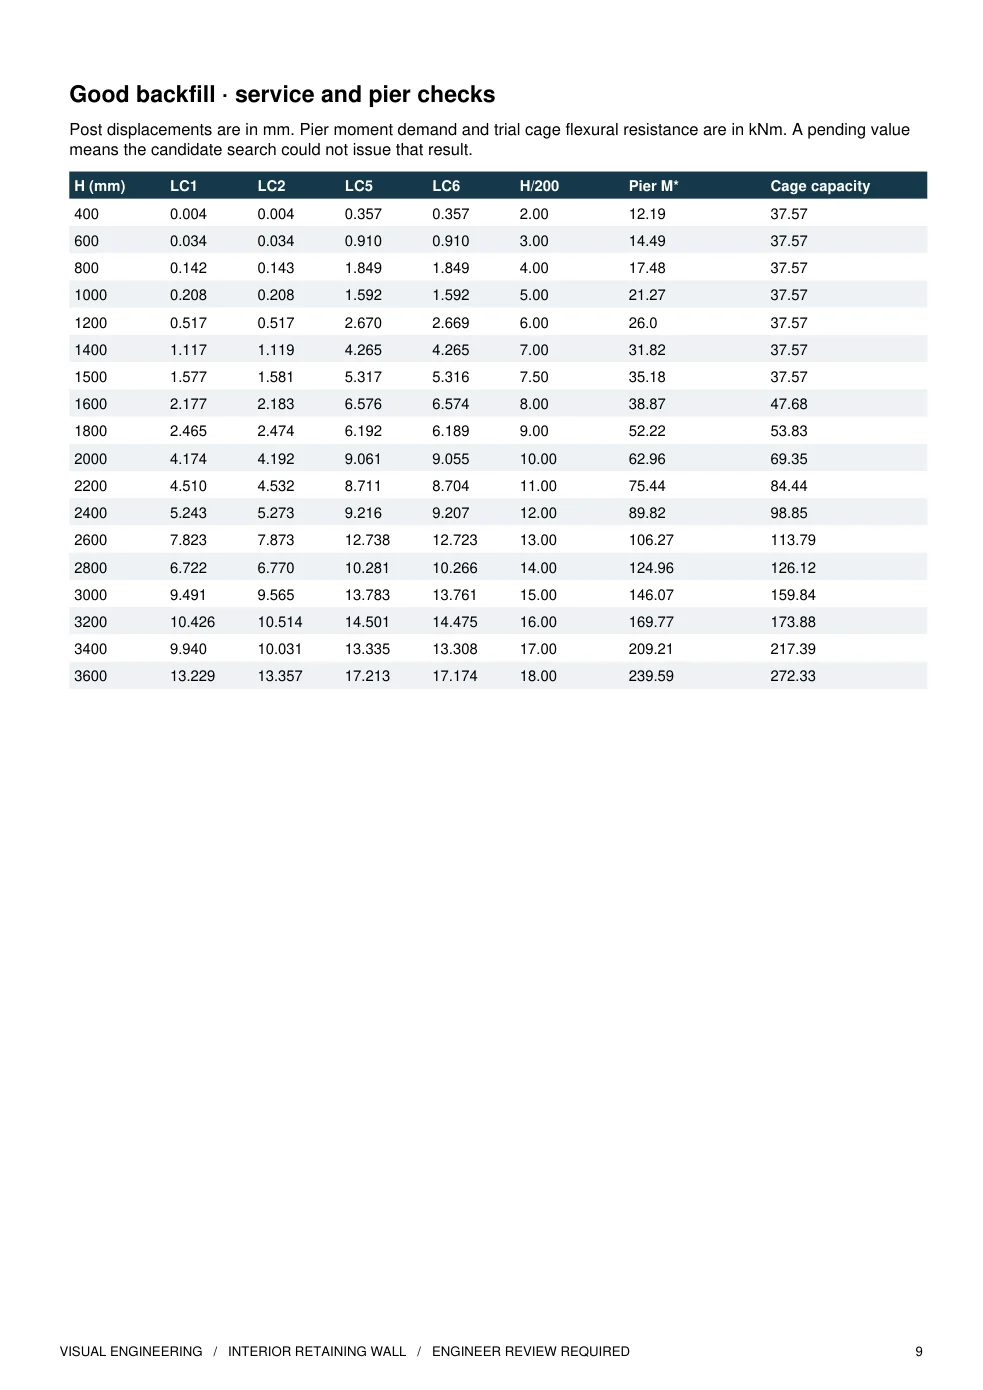 Good backfill · service and pier checks
Post displacements are in mm. Pier moment demand and trial cage flexural resistance are in kNm. A pending value
means the candidate search could not issue that result.
H (mm) LC1 LC2 LC5 LC6 H/200 Pier M* Cage capacity
400 0.004 0.004 0.357 0.357 2.00 12.19 37.57
600 0.034 0.034 0.910 0.910 3.00 14.49 37.57
800 0.142 0.143 1.849 1.849 4.00 17.48 37.57
1000 0.208 0.208 1.592 1.592 5.00 21.27 37.57
1200 0.517 0.517 2.670 2.669 6.00 26.0 37.57
1400 1.117 1.119 4.265 4.265 7.00 31.82 37.57
1500 1.577 1.581 5.317 5.316 7.50 35.18 37.57
1600 2.177 2.183 6.576 6.574 8.00 38.87 47.68
1800 2.465 2.474 6.192 6.189 9.00 52.22 53.83
2000 4.174 4.192 9.061 9.055 10.00 62.96 69.35
2200 4.510 4.532 8.711 8.704 11.00 75.44 84.44
2400 5.243 5.273 9.216 9.207 12.00 89.82 98.85
2600 7.823 7.873 12.738 12.723 13.00 106.27 113.79
2800 6.722 6.770 10.281 10.266 14.00 124.96 126.12
3000 9.491 9.565 13.783 13.761 15.00 146.07 159.84
3200 10.426 10.514 14.501 14.475 16.00 169.77 173.88
3400 9.940 10.031 13.335 13.308 17.00 209.21 217.39
3600 13.229 13.357 17.213 17.174 18.00 239.59 272.33
VISUAL ENGINEERING / INTERIOR RETAINING WALL / ENGINEER REVIEW REQUIRED 9